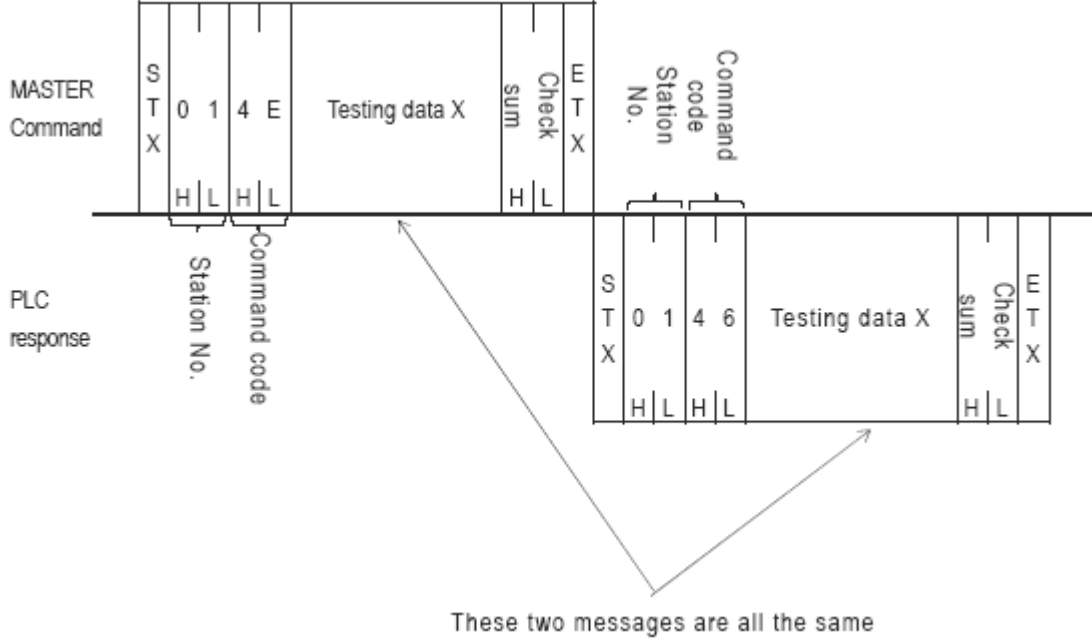 MASTER
Command
STX
0 1
4 E
Testing data X
Check
sum
ETX
H L
H L
H L
Command
code
Station
No.
Station No.
Command code
PLC
response
STX
0 1
4 6
Testing data X
Check
sum
ETX
H L
H L
H L
These two messages are all the same